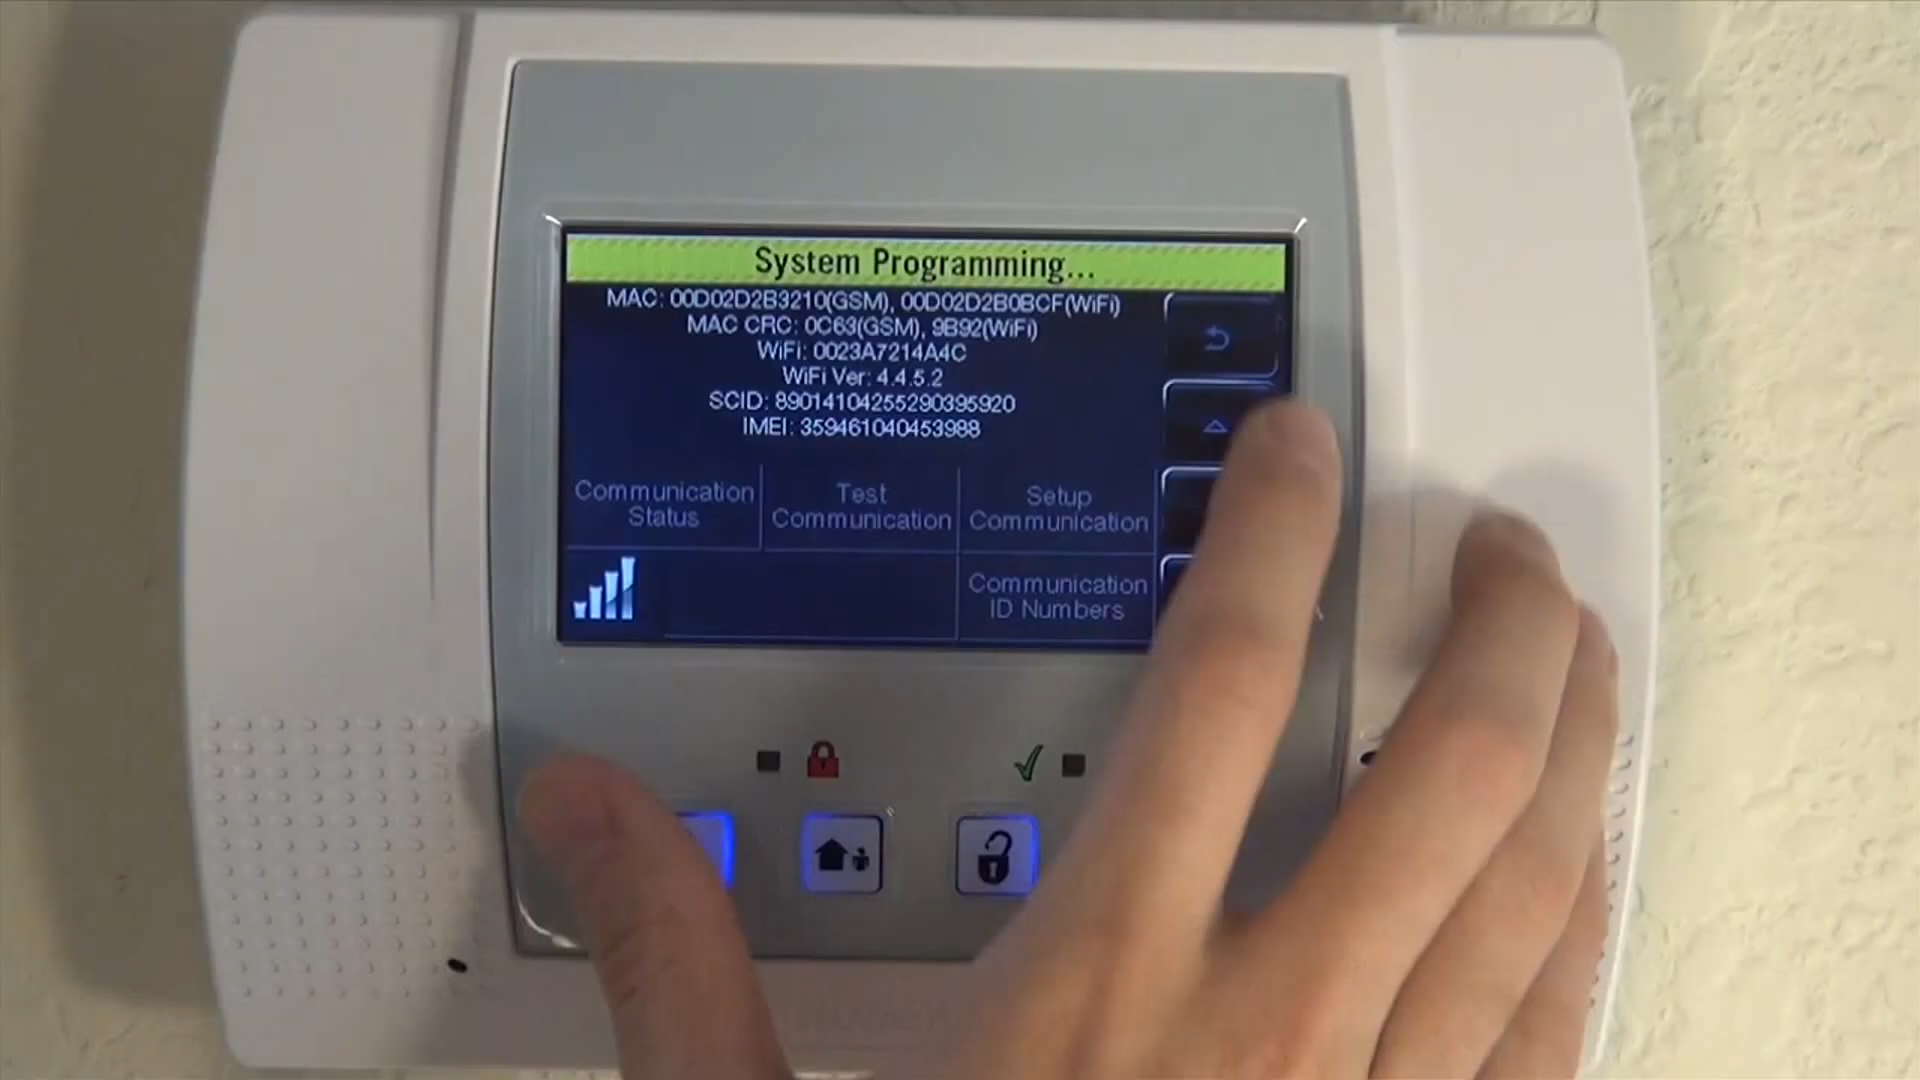 System Programming...
MAC: 00D02D2B3210(GSM), 00D02D2B0BCF(WiFi)
MAC CRC: 0C63(GSM), 9B92(WiFi)
WiFi: 0023A7214A4C
WiFi Ver: 4.4.5.2
SCID: 89014104255290395920
IMEI: 359461040453988
Communication
Status
Test
Communication
Setup
Communication
Communication
ID Numbers